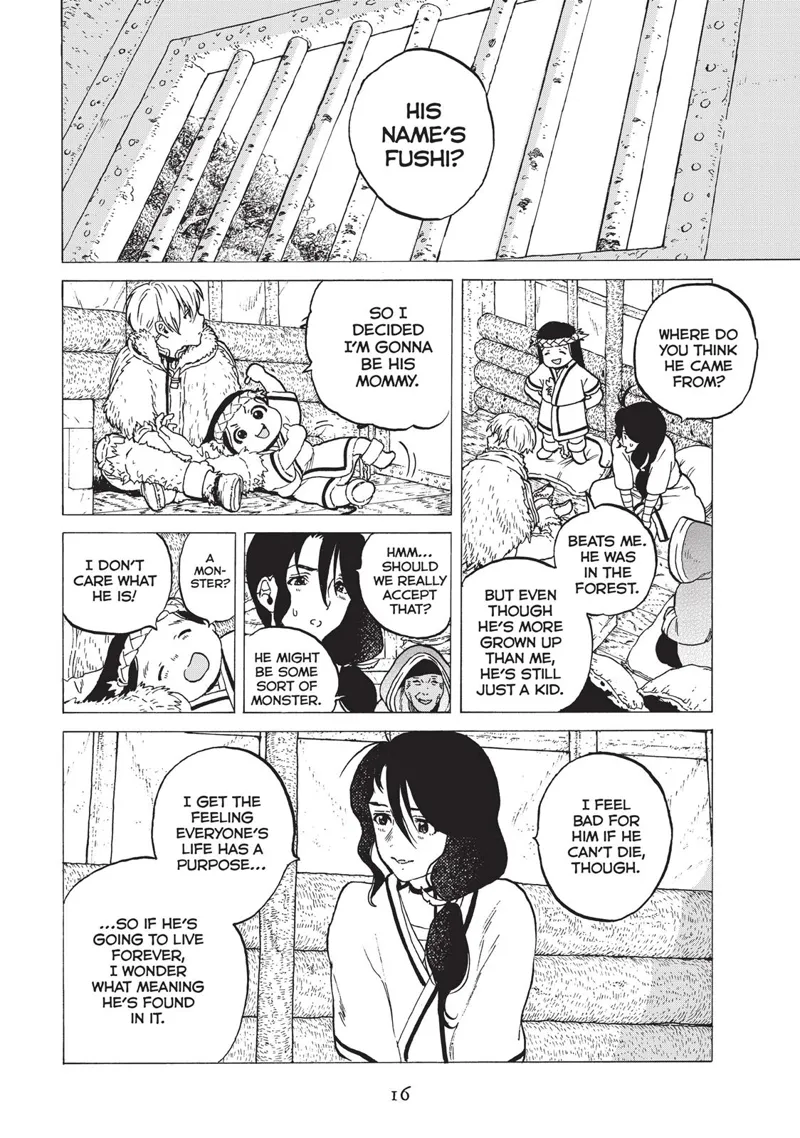 HIS
NAME'S
FUSHI?
WHERE DO
YOU THINK
HE CAME
FROM?
BEATS ME.
HE WAS
IN THE
FOREST.
BUT EVEN
THOUGH
HE'S MORE
GROWN UP
THAN ME,
HE'S STILL
JUST A KID.
SO I
DECIDED
I'M GONNA
BE HIS
MOMMY.
HMM...
SHOULD
WE REALLY
ACCEPT
THAT?
HE MIGHT
BE SOME
SORT OF
MONSTER.
A
MON-
STER?
I DON'T
CARE WHAT
HE IS!
I FEEL
BAD FOR
HIM IF HE
CAN'T DIE,
THOUGH.
I GET THE
FEELING
EVERYONE'S
LIFE HAS A
PURPOSE...
...SO IF HE'S
GOING TO LIVE
FOREVER,
I WONDER
WHAT MEANING
HE'S FOUND
IN IT.
16